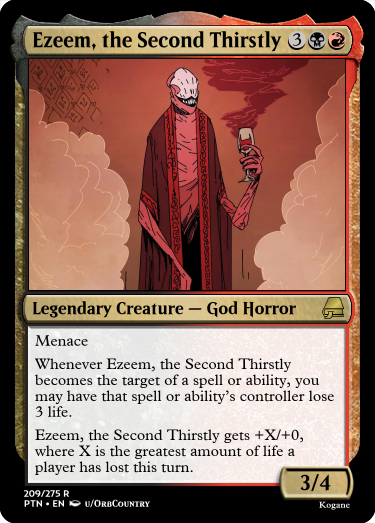 Ezeem, the Second Thirstly 3
Legendary Creature — God Horror
Menace
Whenever Ezeem, the Second Thirstly
becomes the target of a spell or ability, you
may have that spell or ability's controller lose
3 life.
Ezeem, the Second Thirstly gets +X/+0,
where X is the greatest amount of life a
player has lost this turn.
3/4
209/275 R
PTN • EN u/OrbCountry
Kogane